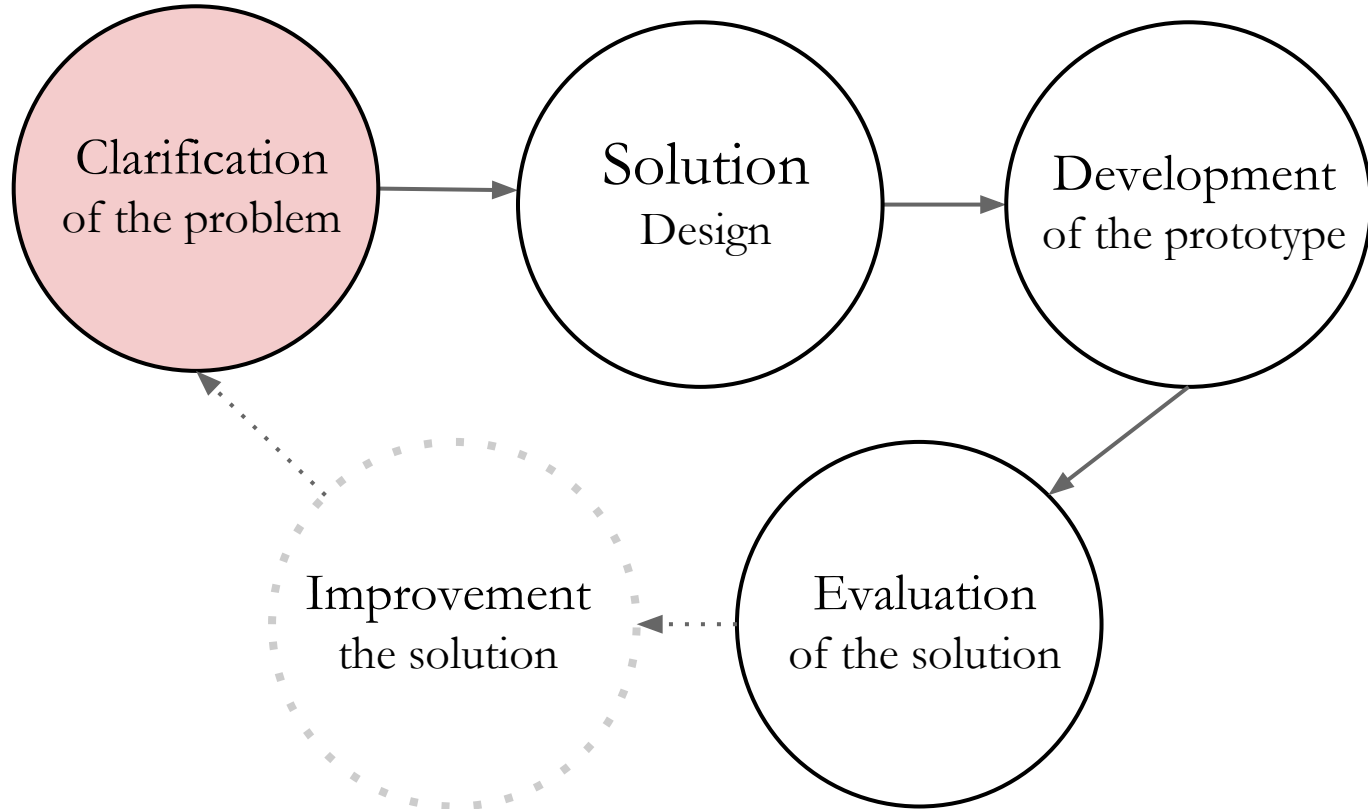 Clarification
of the problem
Solution
Design
Development
of the prototype
Improvement
the solution
Evaluation
of the solution